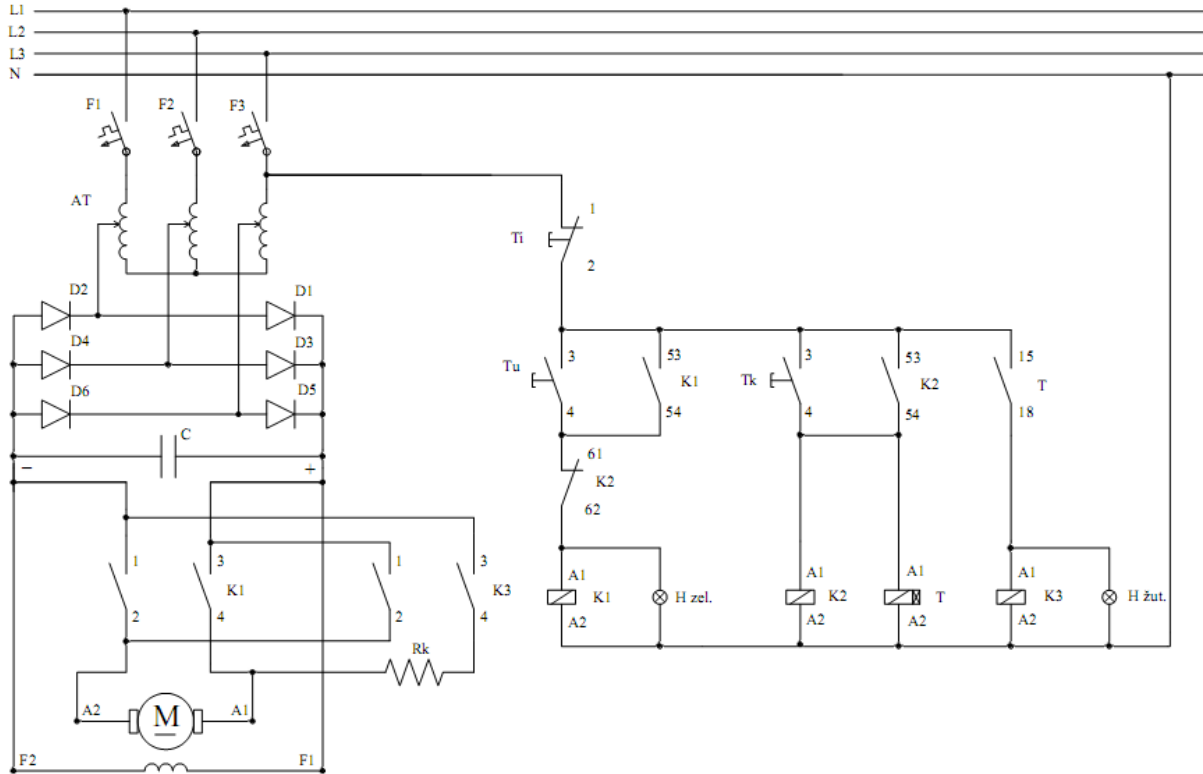 L1
L2
L3
N
F1 F2 F3
AT
1
Ti
2
D2 D1
D4 D3
D6 D5
C
− +
3 53 3 53 15
Tu K1 Tk K2 T
4 54 4 54 18
61
K2
62
1 3 1 3
K1 K3
2 4 2 4
A1 A1 A1 A1
K1 H zel. K2 T K3 H žut.
A2 A2 A2 A2
Rk
A2 M A1
F2 F1